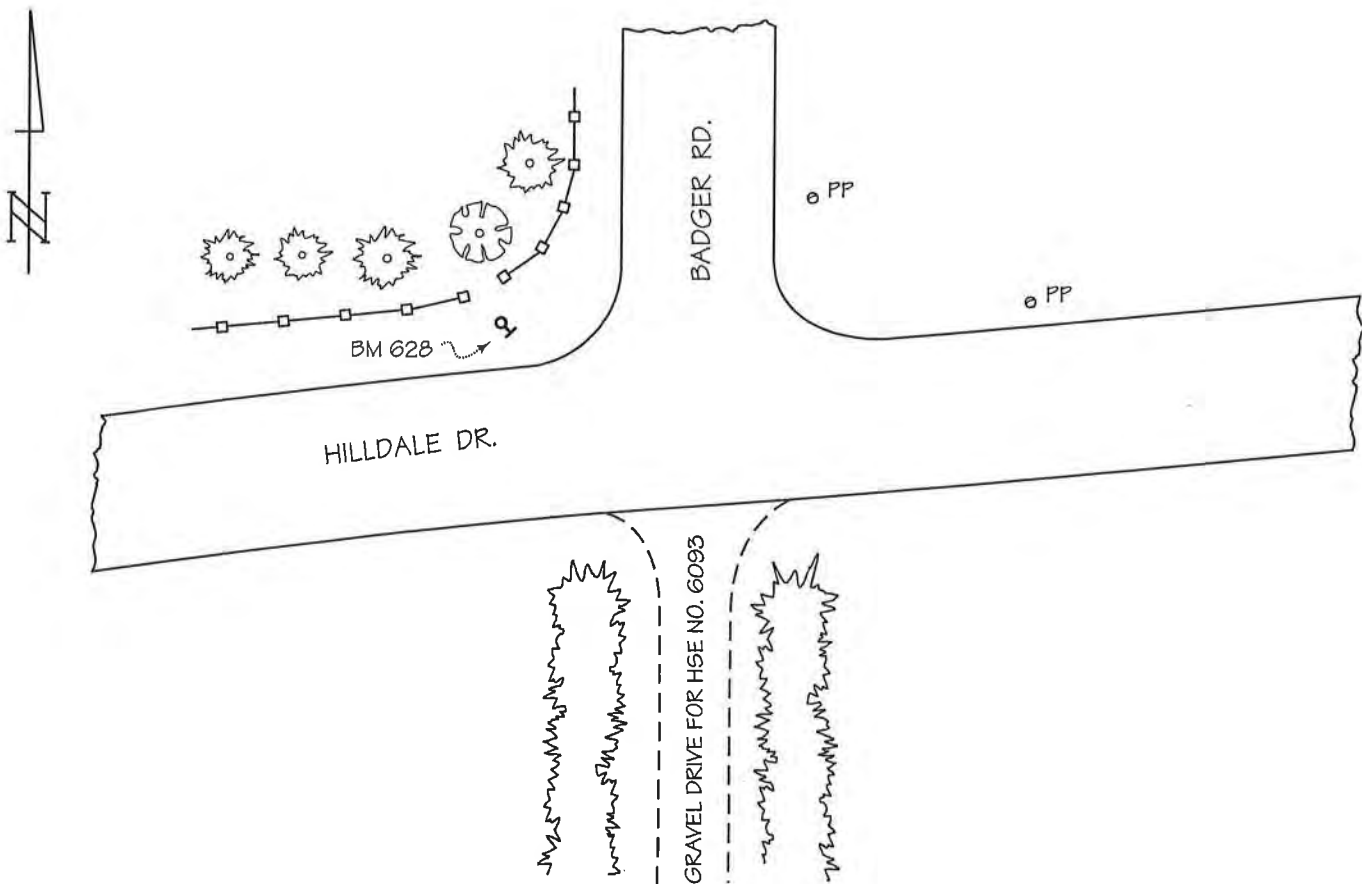 N
BADGER RD.
PP
PP
BM 628
HILLDALE DR.
GRAVEL DRIVE FOR HSE NO. 6093